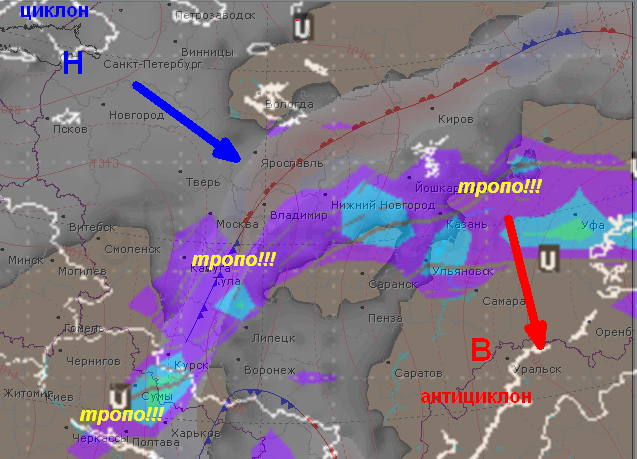 циклон
Петрозаводск
U
Винницы
Н
Санкт-Петербург
Вологда
Новгород
Киров
Псков
Ярославль
Тверь
тропо!!!
Йошкар
Нижний Новгород
Владимир
Москва
Казань
Уфа
Витебск
Смоленск
тропо!!!
Калуга
Тула
U
Минск
Могилев
Ульяновск
Саранск
Самара
Пенза
Оренб
Гомель
Липецк
В
Чернигов
Курск
Воронеж
Саратов
Уральск
Житомир
Киев
U
Сумы
антициклон
тропо!!!
Харьков
Черкассы
Полтава